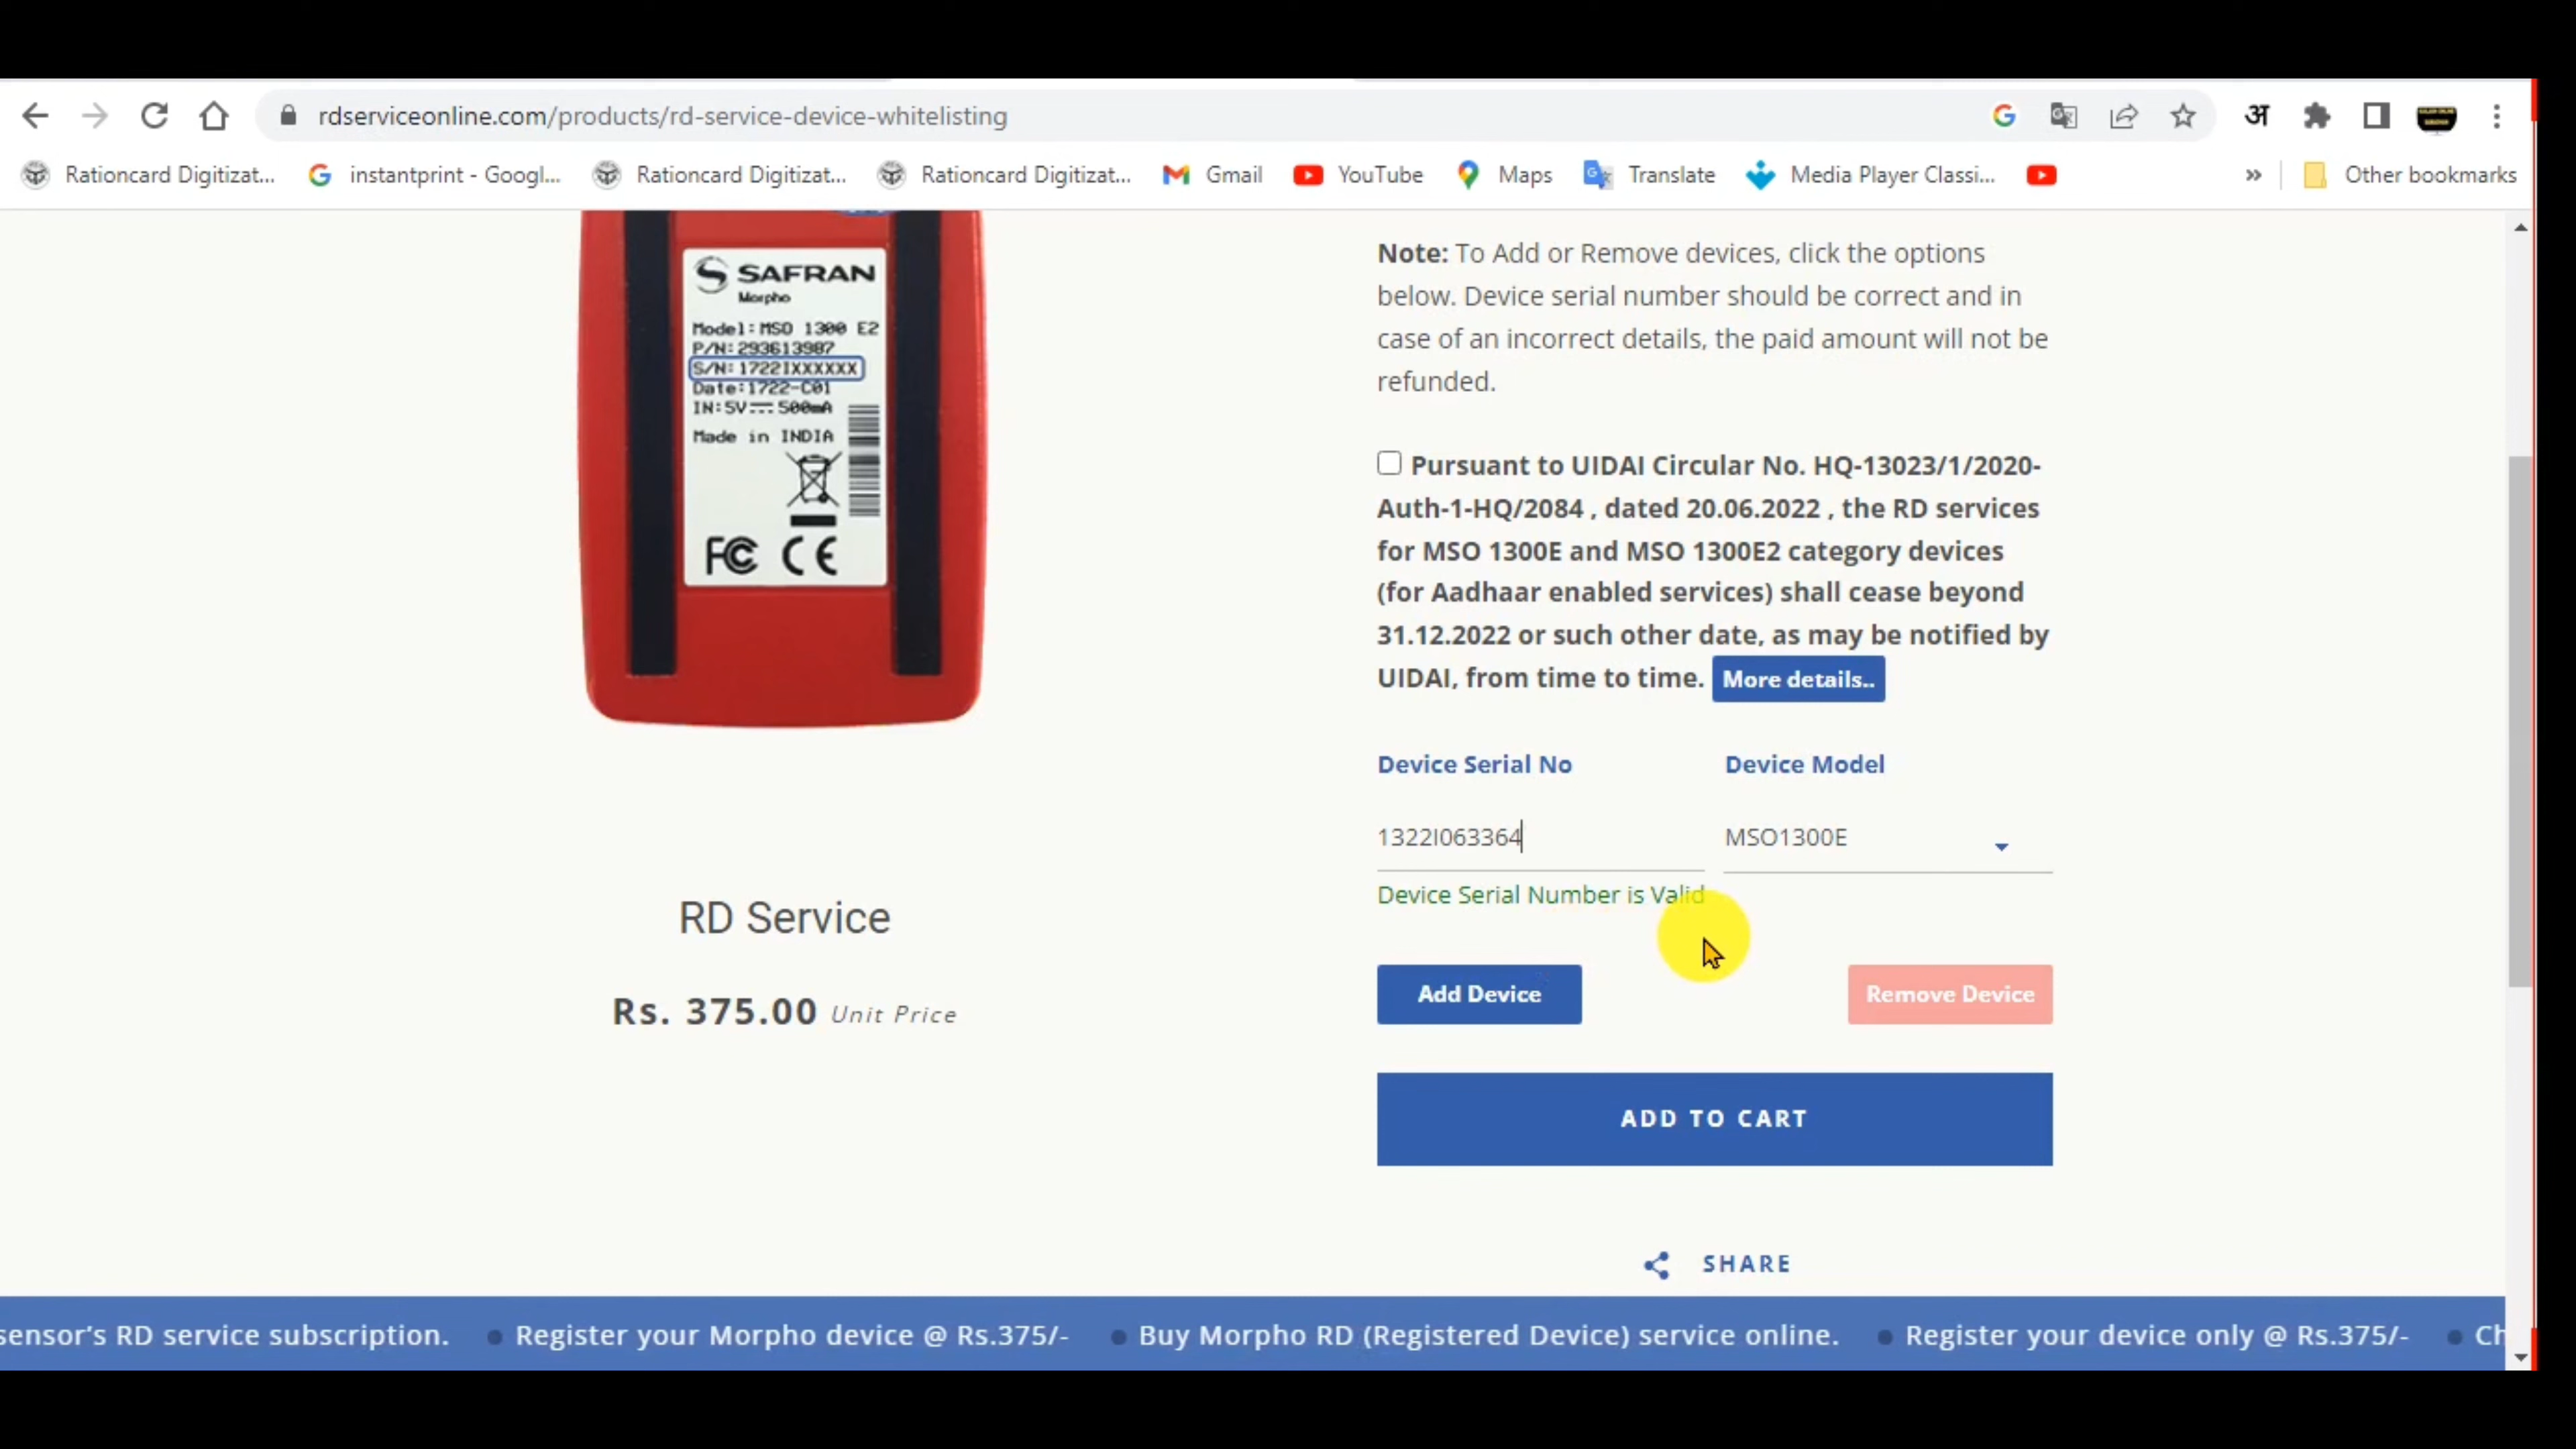 rdserviceonline.com/products/rd-service-device-whitelisting
अ
Rationcard Digitizat...
instantprint - Googl...
Rationcard Digitizat...
Rationcard Digitizat...
Gmail
YouTube
Maps
Translate
Media Player Classi...
»
Other bookmarks
SAFRAN
Morpho
Model: MSO 1300 E2
P/N: 293613987
S/N: 1722IXXXXXX
Date: 1722-C01
IN: 5V 500mA
Made in INDIA
FC CE
RD Service
Rs. 375.00 Unit Price
Note: To Add or Remove devices, click the options
below. Device serial number should be correct and in
case of an incorrect details, the paid amount will not be
refunded.
Pursuant to UIDAI Circular No. HQ-13023/1/2020-
Auth-1-HQ/2084 , dated 20.06.2022 , the RD services
for MSO 1300E and MSO 1300E2 category devices
(for Aadhaar enabled services) shall cease beyond
31.12.2022 or such other date, as may be notified by
UIDAI, from time to time. More details..
Device Serial No
Device Model
1322I063364
MSO1300E
Device Serial Number is Valid
Add Device
Remove Device
ADD TO CART
SHARE
sensor's RD service subscription. • Register your Morpho device @ Rs.375/- • Buy Morpho RD (Registered Device) service online. • Register your device only @ Rs.375/- • Ch